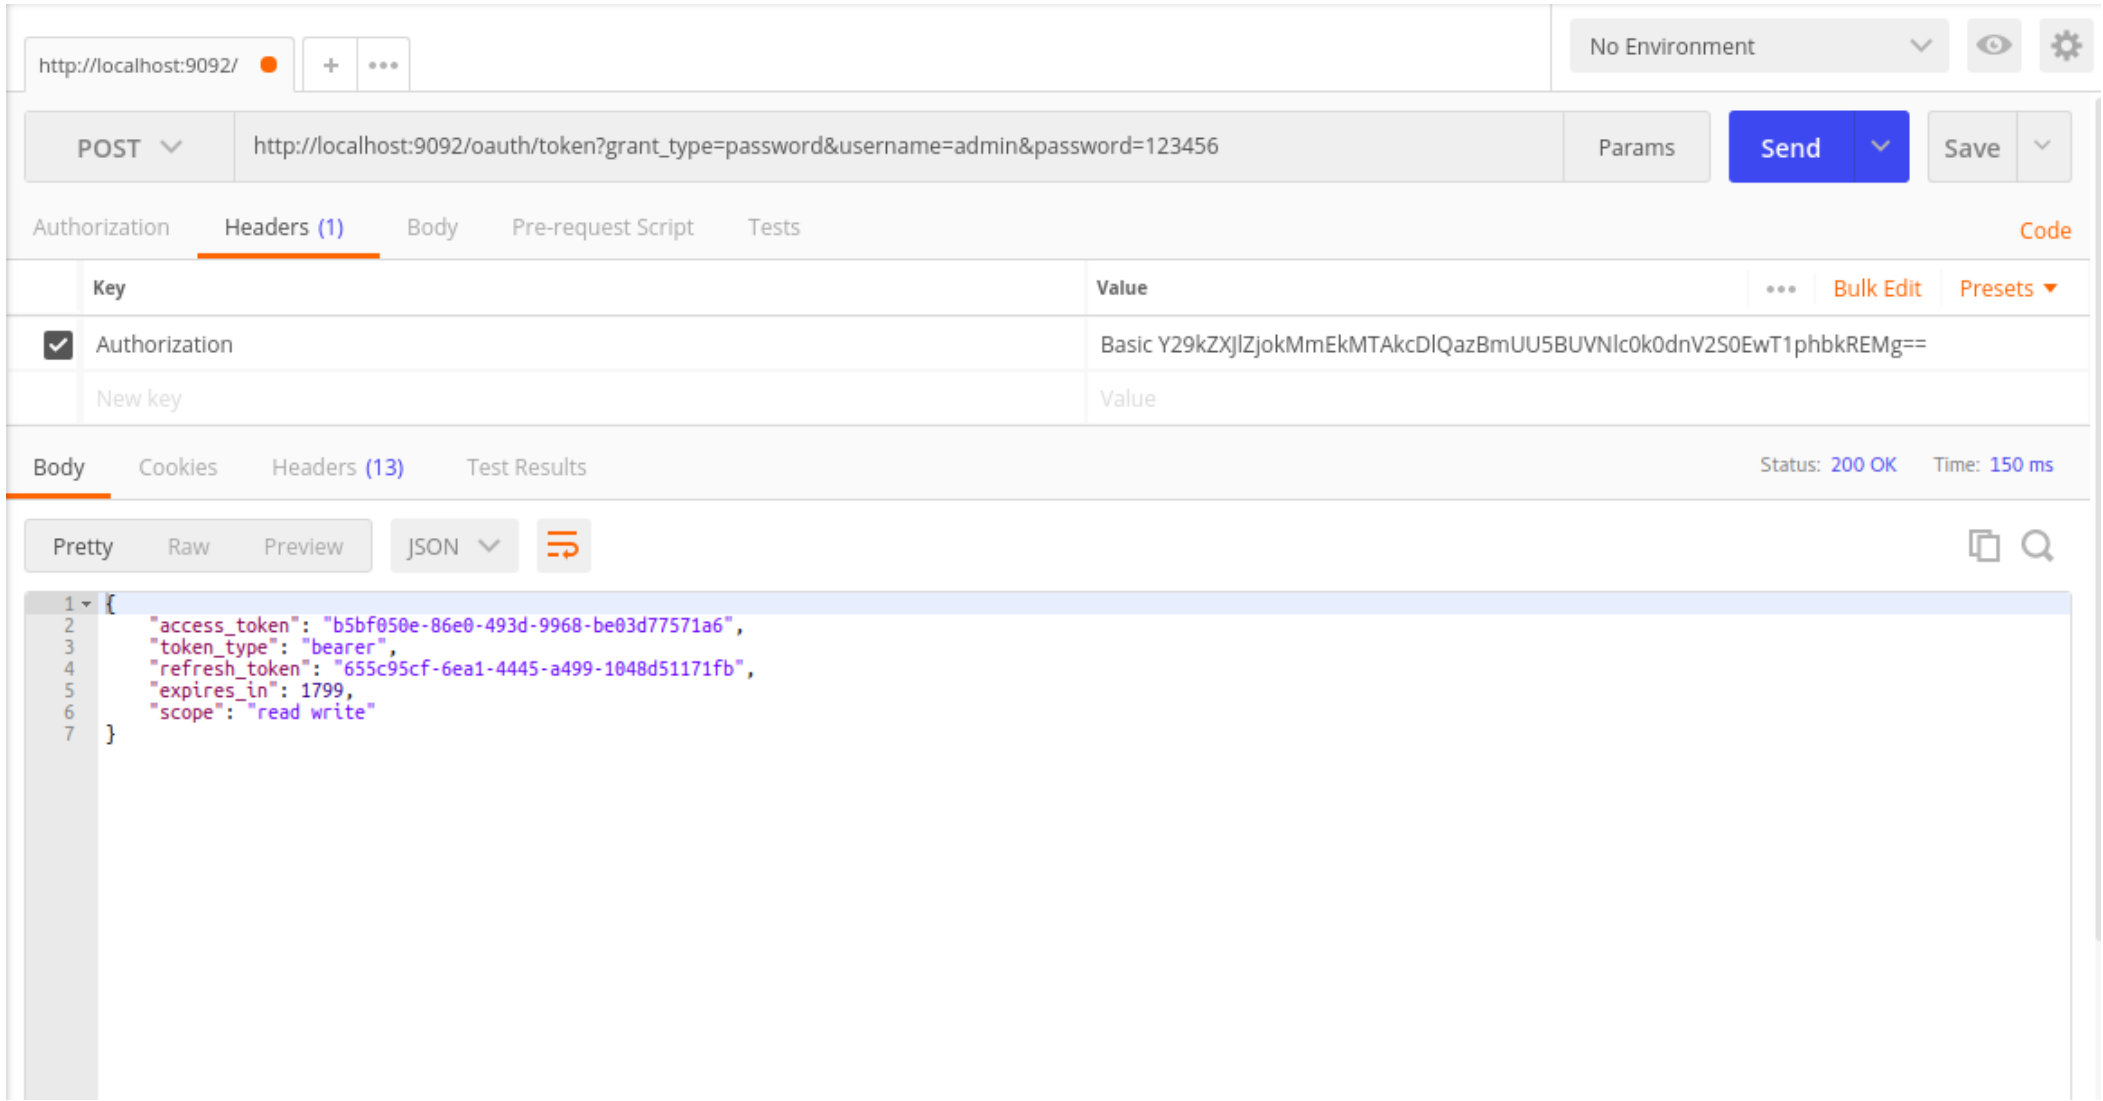 http://localhost:9092/
No Environment
POST http://localhost:9092/oauth/token?grant_type=password&username=admin&password=123456 Params Send Save
Authorization Headers (1) Body Pre-request Script Tests Code
Key Value Bulk Edit Presets
Authorization Basic Y29kZXJlZjokMmEkMTAkcDlQazBmUU5BUVNlc0k0dnV2S0EwT1phbkREMg==
New key Value
Body Cookies Headers (13) Test Results Status: 200 OK Time: 150 ms
Pretty Raw Preview JSON
1 {
2 "access_token": "b5bf050e-86e0-493d-9968-be03d77571a6",
3 "token_type": "bearer",
4 "refresh_token": "655c95cf-6ea1-4445-a499-1048d51171fb",
5 "expires_in": 1799,
6 "scope": "read write"
7 }